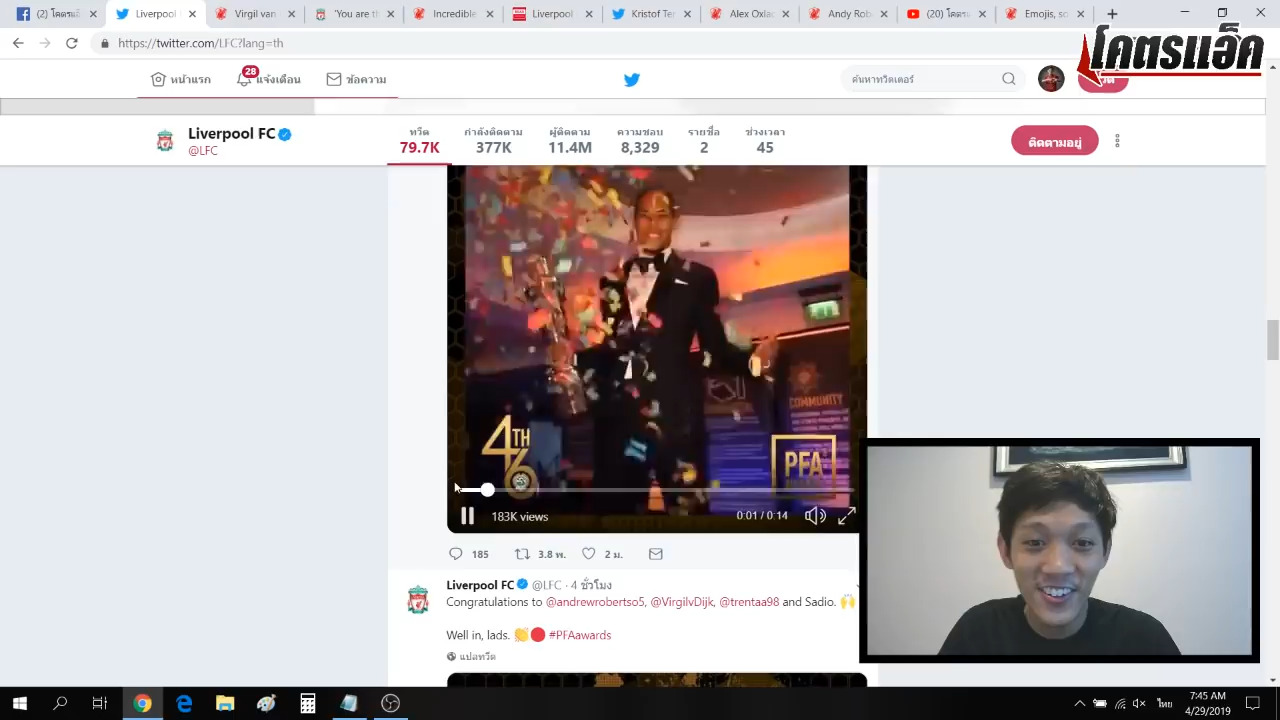 โคตรแ
Liverpool
Virgil van
"You are th
Incredible
Liverpool
Kristof Ter
Alex Oxlac
Andy Rob
(20) โคตรแ
Emojis, so
https://twitter.com/LFC?lang=th
โคตรแอ็ค
หน้าแรก
28
แจ้งเตือน
ข้อความ
ค้นหาทวิตเตอร์
Liverpool FC
@LFC
ทวีต
79.7K
กำลังติดตาม
377K
ผู้ติดตาม
11.4M
ความชอบ
8,329
รายชื่อ
2
ช่วงเวลา
45
ติดตามอยู่
COMMUNITY
4TH
6
PFA
183K views
0:01 / 0:14
185
3.8 พ.
2 ม.
Liverpool FC @LFC · 4 ชั่วโมง
Congratulations to @andrewrobertso5, @VirgilvDijk, @trentaa98 and Sadio. 🙌
Well in, lads. 👏🔴 #PFAawards
แปลทวีต
ไทย
7:45 AM
4/29/2019